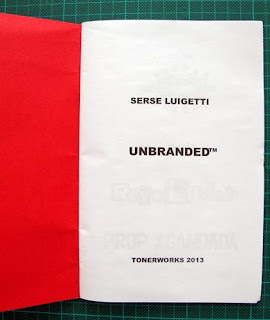 SERSE LUIGETTI
UNBRANDED™
TONERWORKS 2013